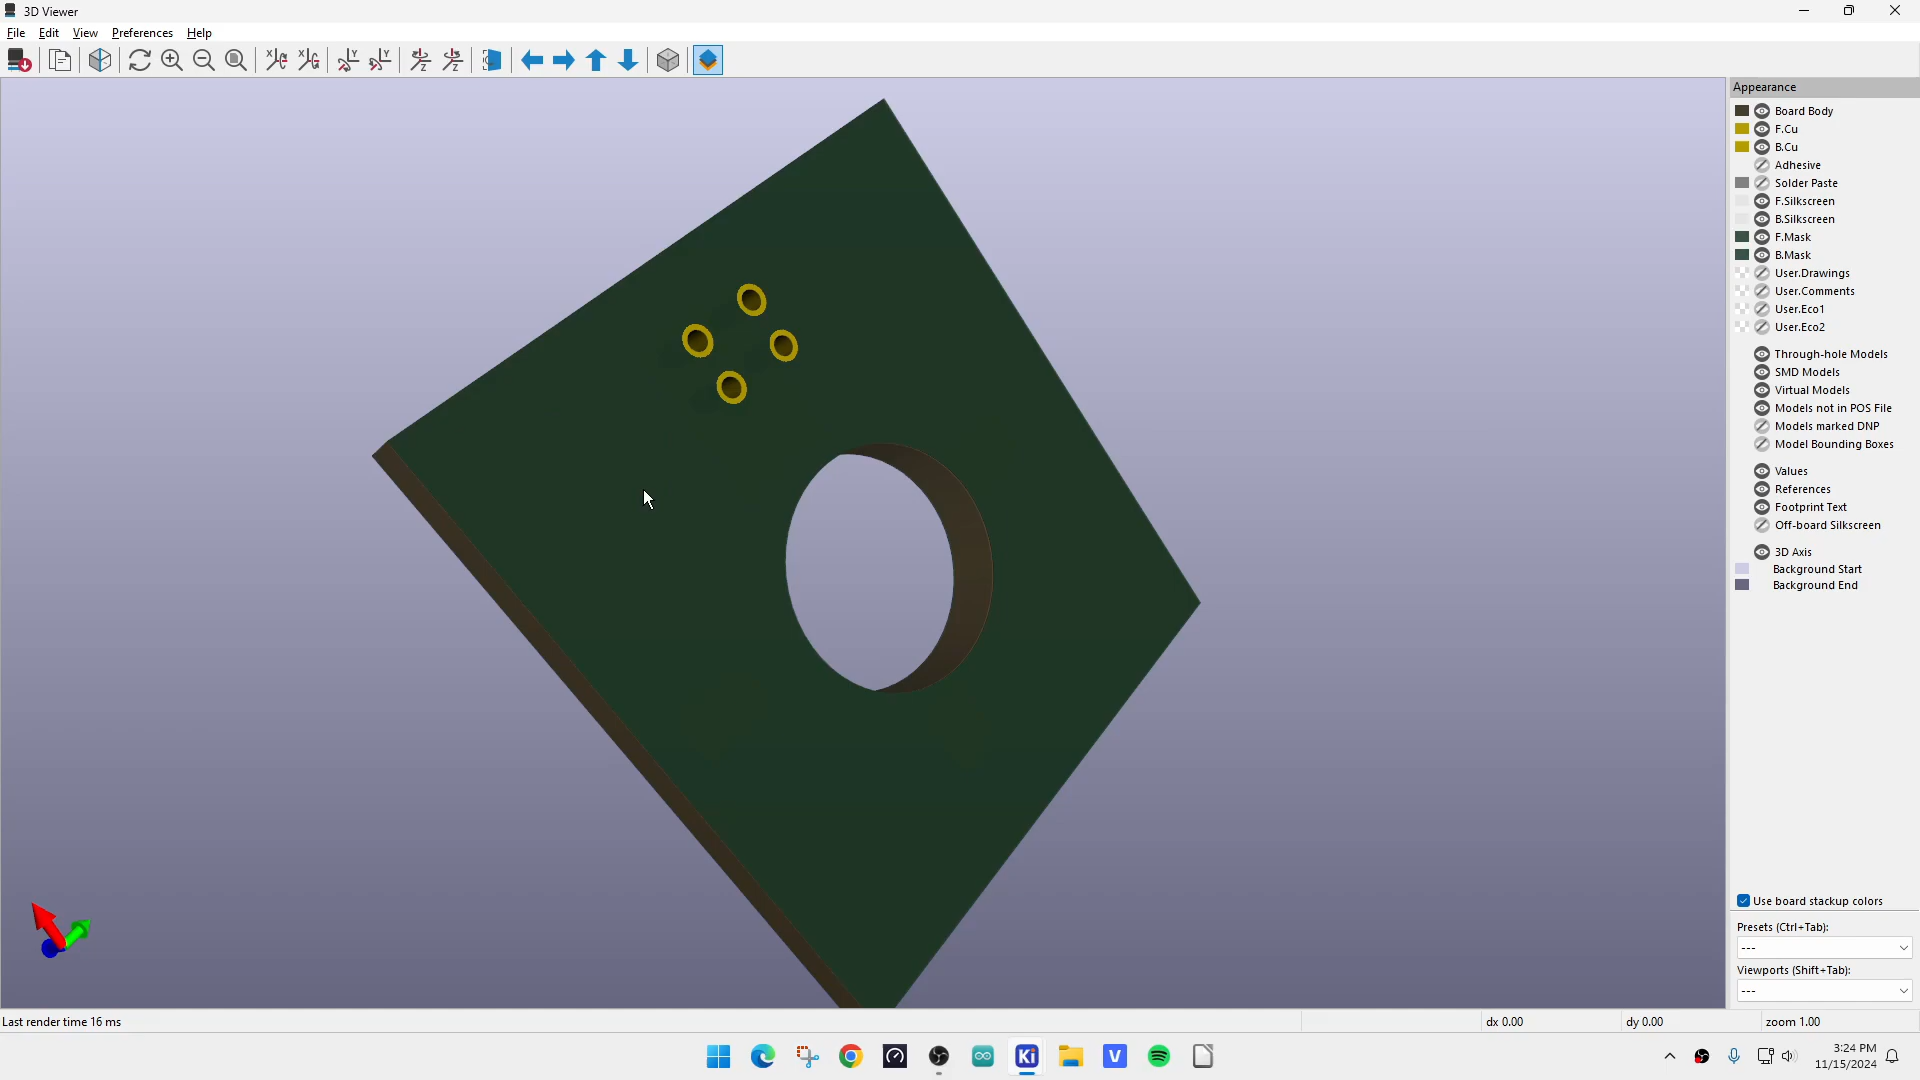 3D Viewer
File Edit View Preferences Help
Appearance
Board Body
F.Cu
B.Cu
Adhesive
Solder Paste
F.Silkscreen
B.Silkscreen
F.Mask
B.Mask
User.Drawings
User.Comments
User.Eco1
User.Eco2
Through-hole Models
SMD Models
Virtual Models
Models not in POS File
Models marked DNP
Model Bounding Boxes
Values
References
Footprint Text
Off-board Silkscreen
3D Axis
Background Start
Background End
Use board stackup colors
Presets (Ctrl+Tab):
---
Viewports (Shift+Tab):
---
Last render time 16 ms dx 0.00 dy 0.00 zoom 1.00
Ki V
3:24 PM
11/15/2024